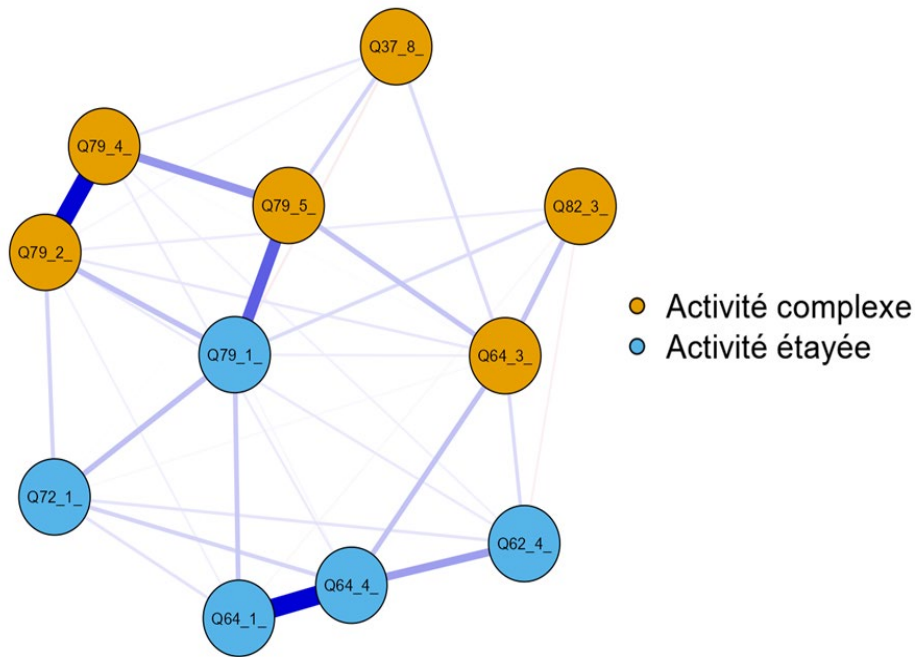 Q37_8_
Q79_4_
Q79_5_
Q82_3_
Q79_2_
Activité complexe
Activité étayée
Q79_1_
Q64_3_
Q72_1_
Q62_4_
Q64_4_
Q64_1_